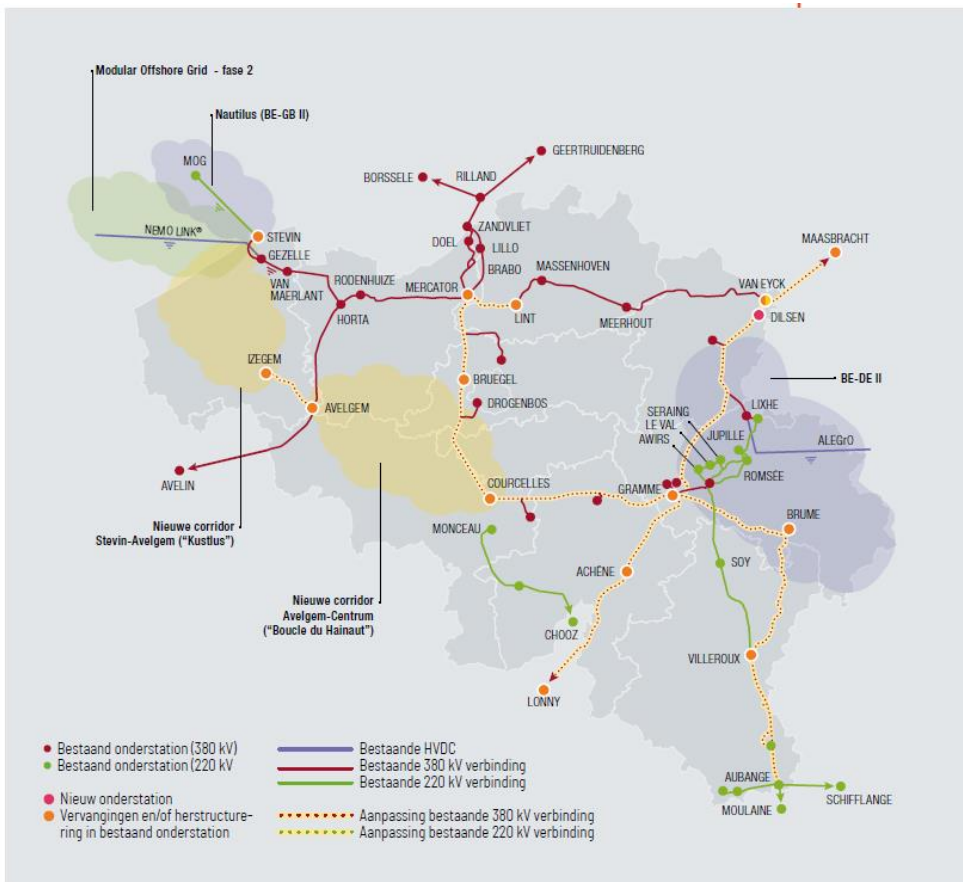 Modular Offshore Grid - fase 2
Nautilus (BE-GB II)
MOG
GEERTRUIDENBERG
BORSSELE
RILLAND
NEMO LINK®
STEVIN
GEZELLE
VAN
MAERLANT
ZANDVLIET
DOEL
LILLO
BRABO
MAASBRACHT
RODENHUIZE
MERCATOR
MASSENHOVEN
VAN EYCK
HORTA
LINT
MEERHOUT
DILSEN
IZEGEM
BRUEGEL
BE-DE II
AVELGEM
DROGENBOS
SERAING
LE VAL
AWIRS
LIXHE
JUPILLE
ALEGrO
AVELIN
COURCELLES
GRAMME
ROMSÉE
Nieuwe corridor
Stevin-Avelgem ("Kustlus")
MONCEAU
BRUME
SOY
ACHÊNE
Nieuwe corridor
Avelgem-Centrum
("Boucle du Hainaut")
CHOOZ
VILLEROUX
LONNY
Bestaand onderstation (380 kV)
Bestaand onderstation (220 kV
Nieuw onderstation
Vervangingen en/of herstructure-
ring in bestaand onderstation
Bestaande HVDC
Bestaande 380 kV verbinding
Bestaande 220 kV verbinding
Aanpassing bestaande 380 kV verbinding
Aanpassing bestaande 220 kV verbinding
AUBANGE
MOULAINE
SCHIFFLANGE